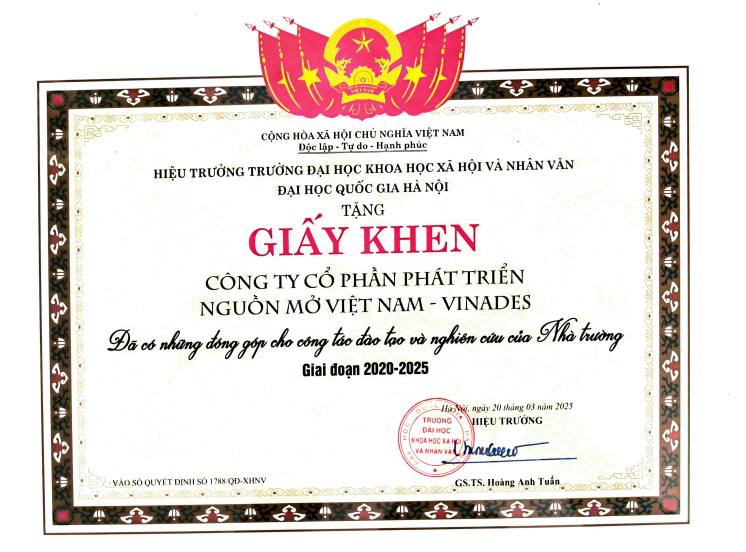 VIỆT NAM
CỘNG HÒA XÃ HỘI CHỦ NGHĨA VIỆT NAM
Độc lập - Tự do - Hạnh phúc
HIỆU TRƯỞNG TRƯỜNG ĐẠI HỌC KHOA HỌC XÃ HỘI VÀ NHÂN VĂN
ĐẠI HỌC QUỐC GIA HÀ NỘI
TẶNG
GIẤY KHEN
CÔNG TY CỔ PHẦN PHÁT TRIỂN
NGUỒN MỞ VIỆT NAM - VINADES
Đã có những đóng góp cho công tác đào tạo và nghiên cứu của Nhà trường
Giai đoạn 2020-2025
Hà Nội, ngày 20 tháng 03 năm 2025
HIỆU TRƯỞNG
TRƯỜNG
ĐẠI HỌC
KHOA HỌC XÃ HỘI
VÀ NHÂN VĂN
VÀO SỔ QUYẾT ĐỊNH SỐ 1788/QĐ-XHNV
GS.TS. Hoàng Anh Tuấn